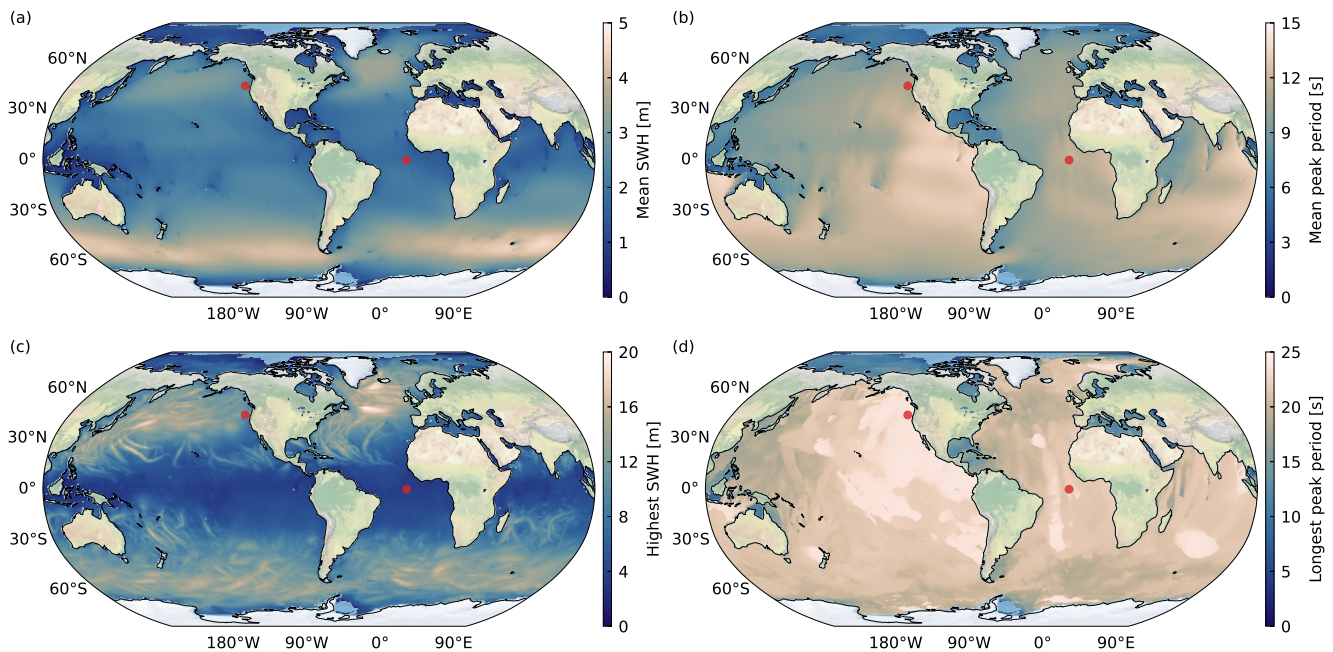 (a)
60°N
30°N
0°
30°S
60°S
180°W 90°W 0° 90°E
5
4
3
2
1
0
Mean SWH [m]
(b)
60°N
30°N
0°
30°S
60°S
180°W 90°W 0° 90°E
15
12
9
6
3
0
Mean peak period [s]
(c)
60°N
30°N
0°
30°S
60°S
180°W 90°W 0° 90°E
20
16
12
8
4
0
Highest SWH [m]
(d)
60°N
30°N
0°
30°S
60°S
180°W 90°W 0° 90°E
25
20
15
10
5
0
Longest peak period [s]